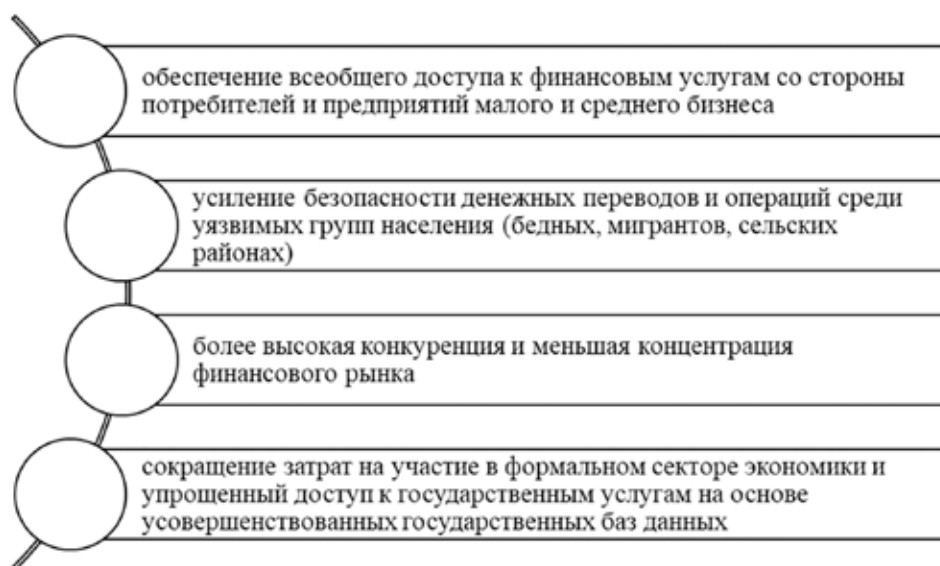 обеспечение всеобщего доступа к финансовым услугам со стороны
потребителей и предприятий малого и среднего бизнеса
усиление безопасности денежных переводов и операций среди
уязвимых групп населения (бедных, мигрантов, сельских
районах)
более высокая конкуренция и меньшая концентрация
финансового рынка
сокращение затрат на участие в формальном секторе экономики и
упрощенный доступ к государственным услугам на основе
усовершенствованных государственных баз данных